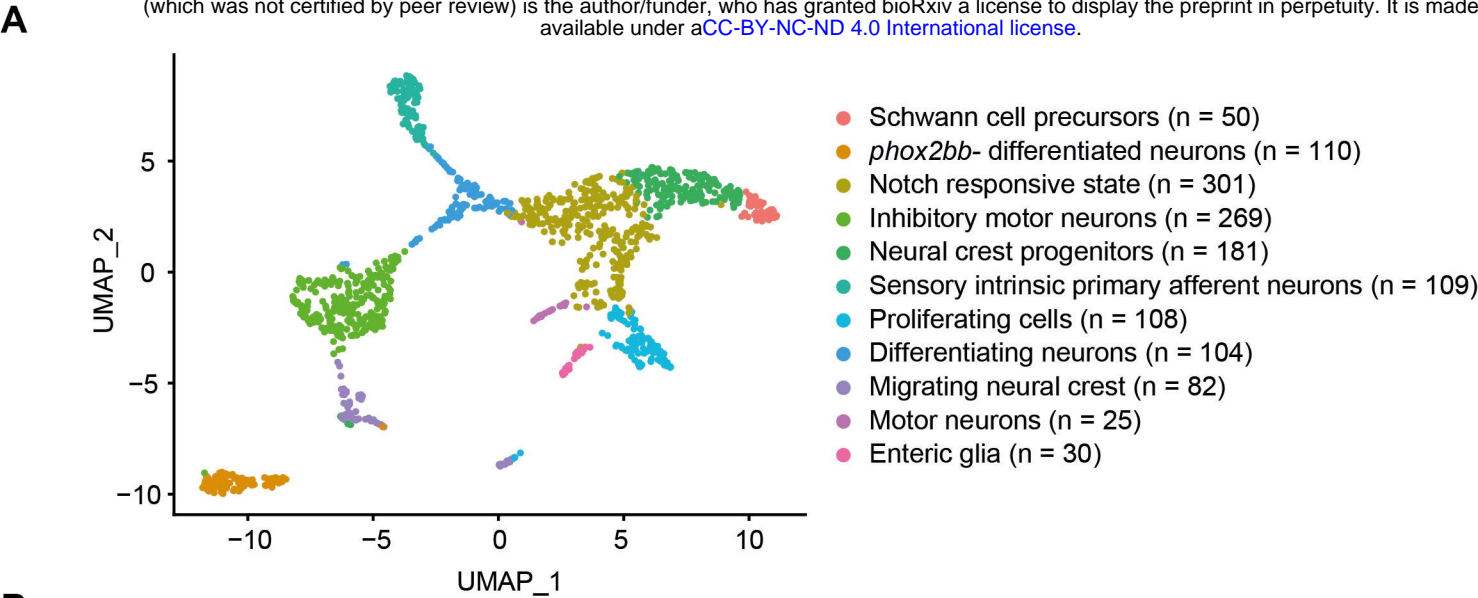 (which was not certified by peer review) is the author/funder, who has granted bioRxiv a license to display the preprint in perpetuity. It is made
available under aCC-BY-NC-ND 4.0 International license.
A
Schwann cell precursors (n = 50)
phox2bb- differentiated neurons (n = 110)
Notch responsive state (n = 301)
Inhibitory motor neurons (n = 269)
Neural crest progenitors (n = 181)
Sensory intrinsic primary afferent neurons (n = 109)
Proliferating cells (n = 108)
Differentiating neurons (n = 104)
Migrating neural crest (n = 82)
Motor neurons (n = 25)
Enteric glia (n = 30)
UMAP_2
5
0
−5
−10
−10 −5 0 5 10
UMAP_1